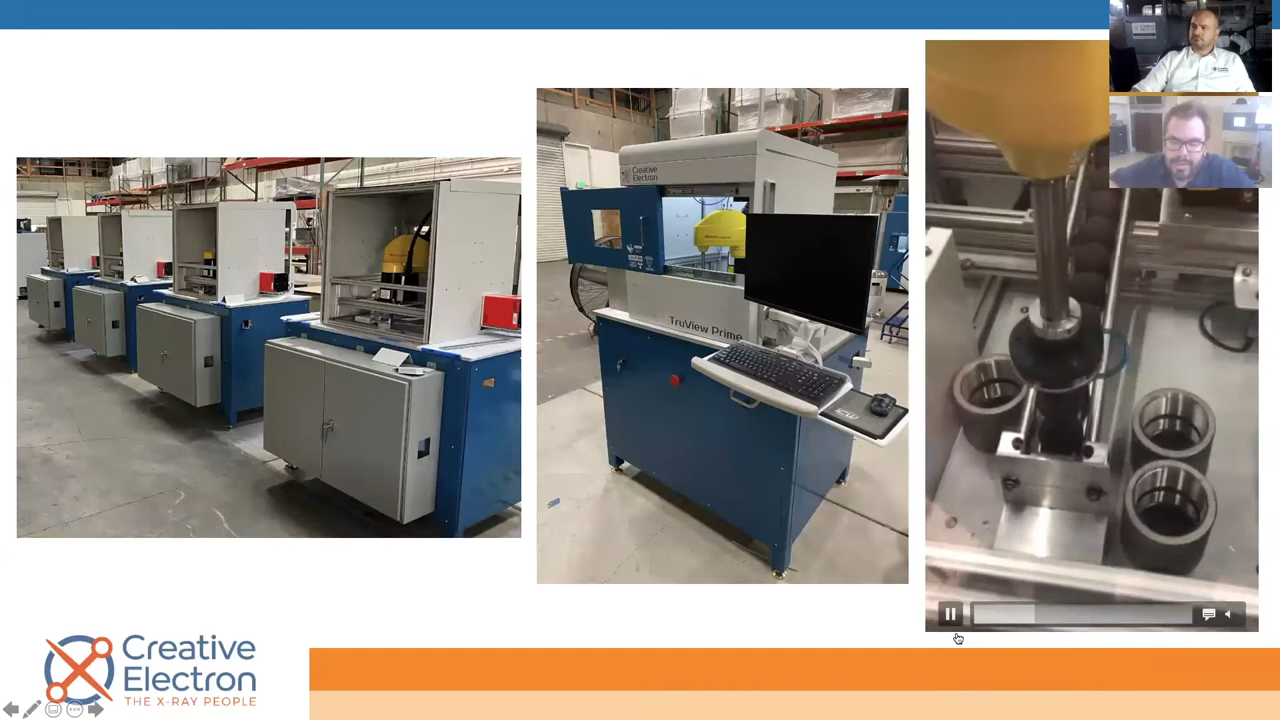 Creative
Electron
TruView Prime
Creative
Electron
THE X-RAY PEOPLE